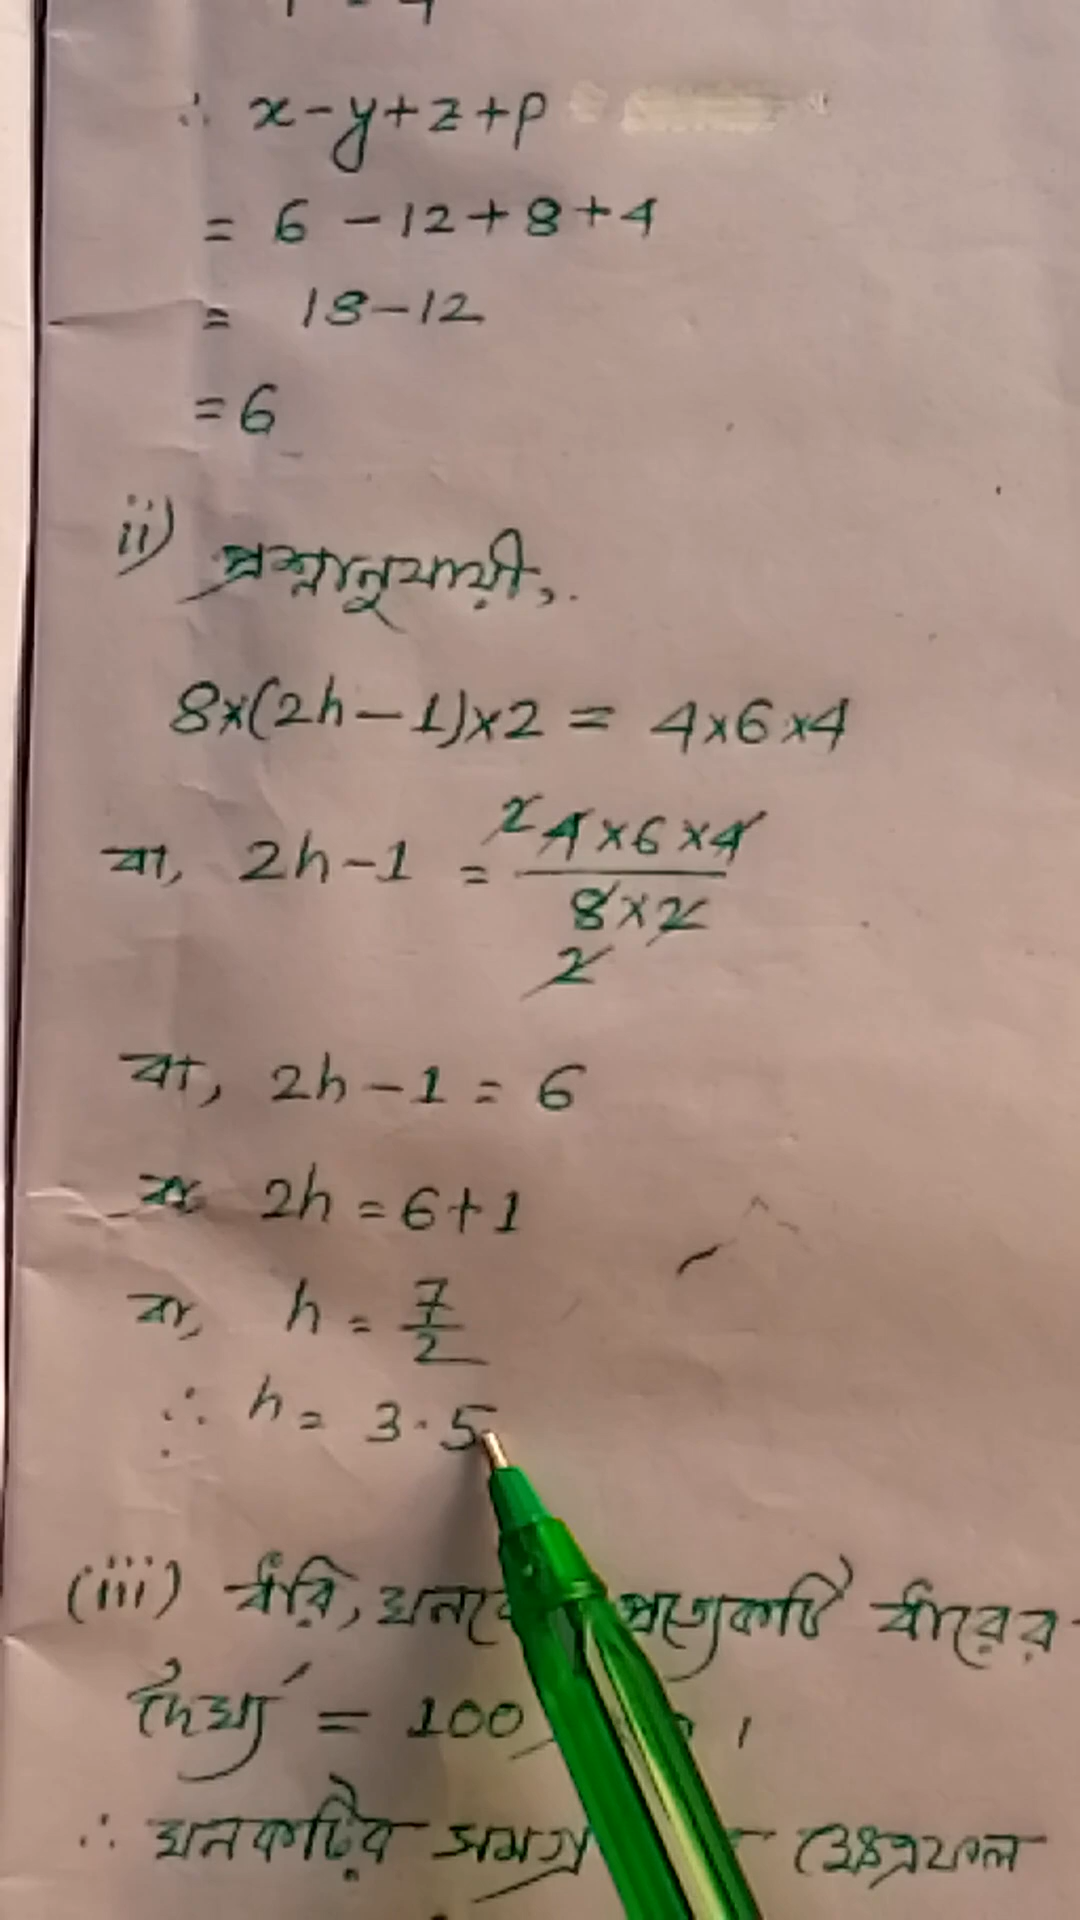 ∴ x-y+z+p
= 6 - 12 + 8 + 4
= 18-12
= 6
ii) প্রশ্নানুযায়ী,
8×(2h-1)×2 = 4×6×4
বা, 2h-1 = 2 4×6×4 / 8×2 2
বা, 2h-1 = 6
বা 2h = 6+1
বা, h = 7/2
∴ h = 3.5
(iii) ধরি, প্রত্যেকটি ধারের
দৈর্ঘ্য = 100
∴ ঘনকটির সমগ্র ক্ষেত্রফল